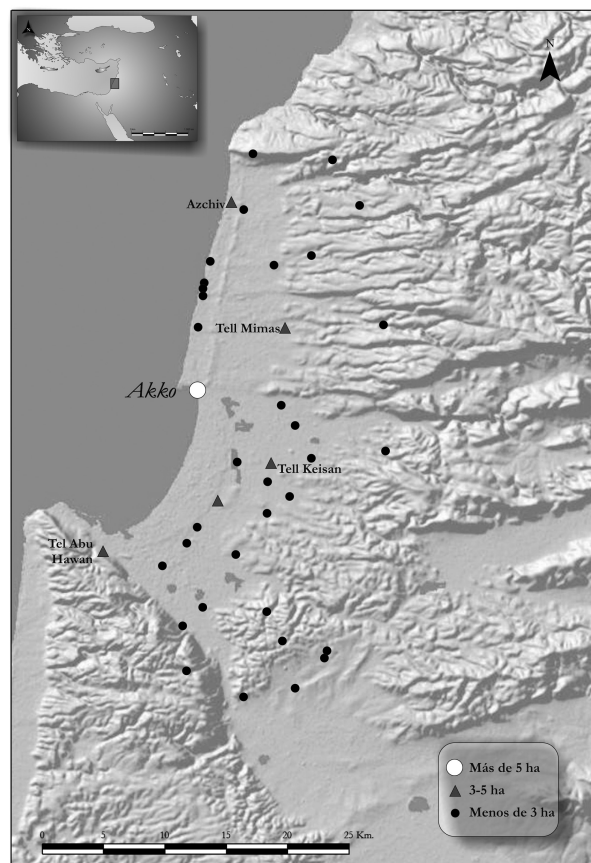 N
Azchiv
Tell Mimas
Akko
Tell Keisan
Tel Abu
Hawan
Más de 5 ha
3-5 ha
Menos de 3 ha
0 5 10 15 20 25 Km.